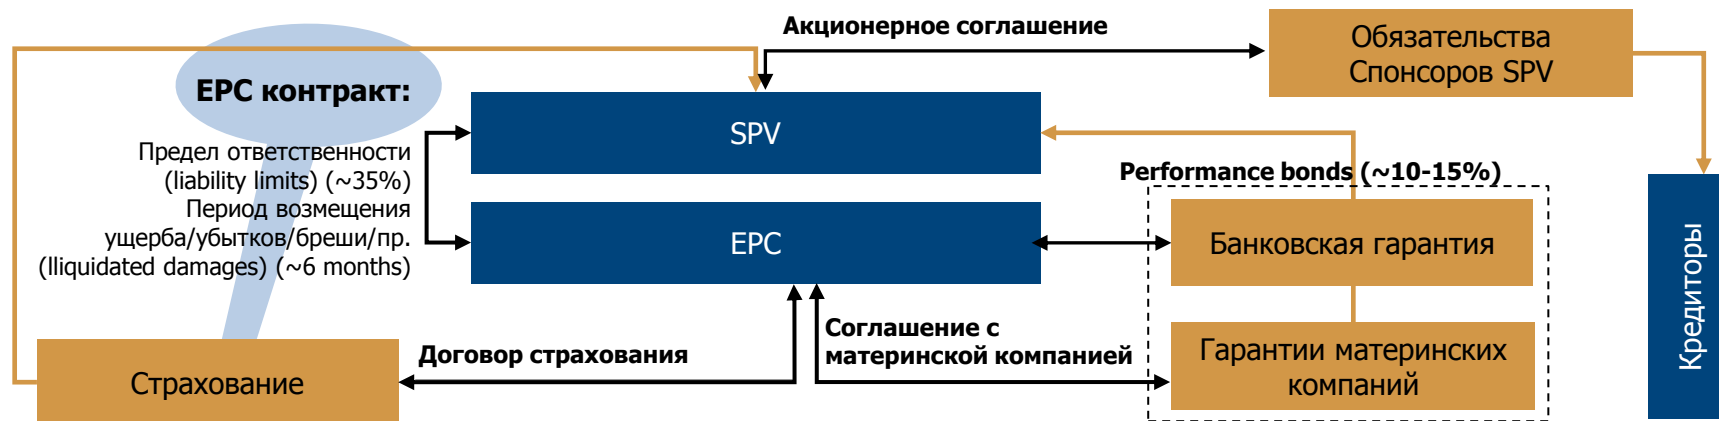 Акционерное соглашение
Обязательства
Спонсоров SPV
EPC контракт:
SPV
Предел ответственности
(liability limits) (~35%)
Период возмещения
ущерба/убытков/бреши/пр.
(lliquidated damages) (~6 months)
Performance bonds (~10-15%)
EPC
Банковская гарантия
Кредиторы
Соглашение с
материнской компанией
Договор страхования
Гарантии материнских
компаний
Страхование